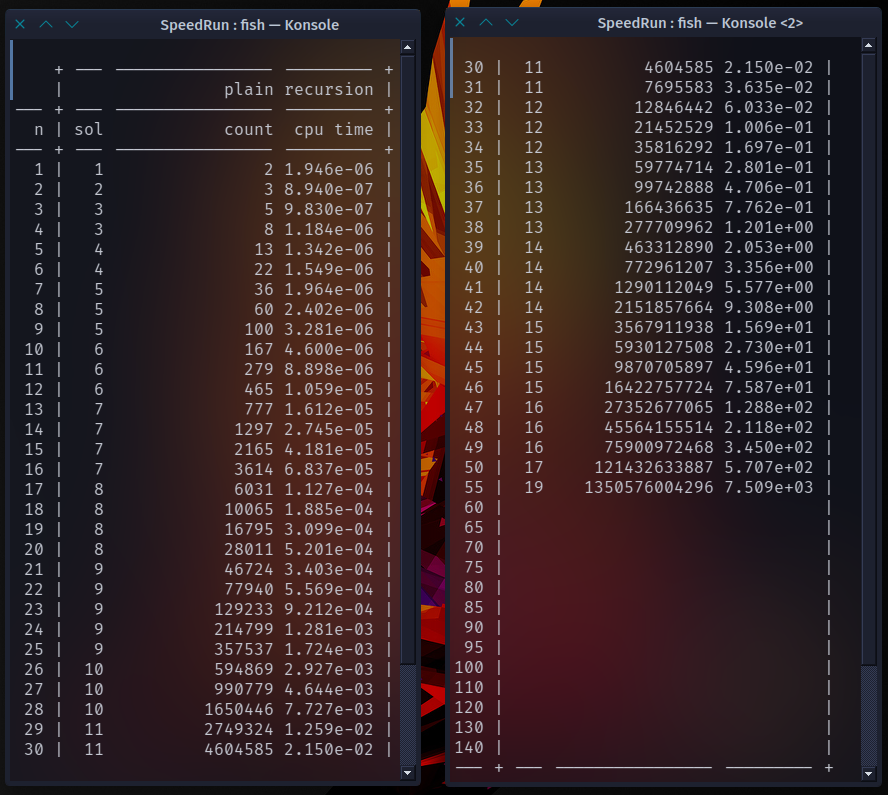 SpeedRun : fish — Konsole
+ ——— ———————————————— ————————— +
| plain recursion |
——— + ——— ———————————————— ————————— +
n | sol count cpu time |
——— + ——— ———————————————— ————————— +
1 | 1 2 1.946e-06 |
2 | 2 3 8.940e-07 |
3 | 3 5 9.830e-07 |
4 | 3 8 1.184e-06 |
5 | 4 13 1.342e-06 |
6 | 4 22 1.549e-06 |
7 | 5 36 1.964e-06 |
8 | 5 60 2.402e-06 |
9 | 5 100 3.281e-06 |
10 | 6 167 4.600e-06 |
11 | 6 279 8.898e-06 |
12 | 6 465 1.059e-05 |
13 | 7 777 1.612e-05 |
14 | 7 1297 2.745e-05 |
15 | 7 2165 4.181e-05 |
16 | 7 3614 6.837e-05 |
17 | 8 6031 1.127e-04 |
18 | 8 10065 1.885e-04 |
19 | 8 16795 3.099e-04 |
20 | 8 28011 5.201e-04 |
21 | 9 46724 3.403e-04 |
22 | 9 77940 5.569e-04 |
23 | 9 129233 9.212e-04 |
24 | 9 214799 1.281e-03 |
25 | 9 357537 1.724e-03 |
26 | 10 594869 2.927e-03 |
27 | 10 990779 4.644e-03 |
28 | 10 1650446 7.727e-03 |
29 | 11 2749324 1.259e-02 |
30 | 11 4604585 2.150e-02 |
SpeedRun : fish — Konsole <2>
30 | 11 4604585 2.150e-02 |
31 | 11 7695583 3.635e-02 |
32 | 12 12846442 6.033e-02 |
33 | 12 21452529 1.006e-01 |
34 | 12 35816292 1.697e-01 |
35 | 13 59774714 2.801e-01 |
36 | 13 99742888 4.706e-01 |
37 | 13 166436635 7.762e-01 |
38 | 13 277709962 1.201e+00 |
39 | 14 463312890 2.053e+00 |
40 | 14 772961207 3.356e+00 |
41 | 14 1290112049 5.577e+00 |
42 | 14 2151857664 9.308e+00 |
43 | 15 3567911938 1.569e+01 |
44 | 15 5930127508 2.730e+01 |
45 | 15 9870705897 4.596e+01 |
46 | 15 16422757724 7.587e+01 |
47 | 16 27352677065 1.288e+02 |
48 | 16 45564155514 2.118e+02 |
49 | 16 75900972468 3.450e+02 |
50 | 17 121432633887 5.707e+02 |
55 | 19 1350576004296 7.509e+03 |
60 | |
65 | |
70 | |
75 | |
80 | |
85 | |
90 | |
95 | |
100 | |
110 | |
120 | |
130 | |
140 | |
——— + ——— ———————————————— ————————— +